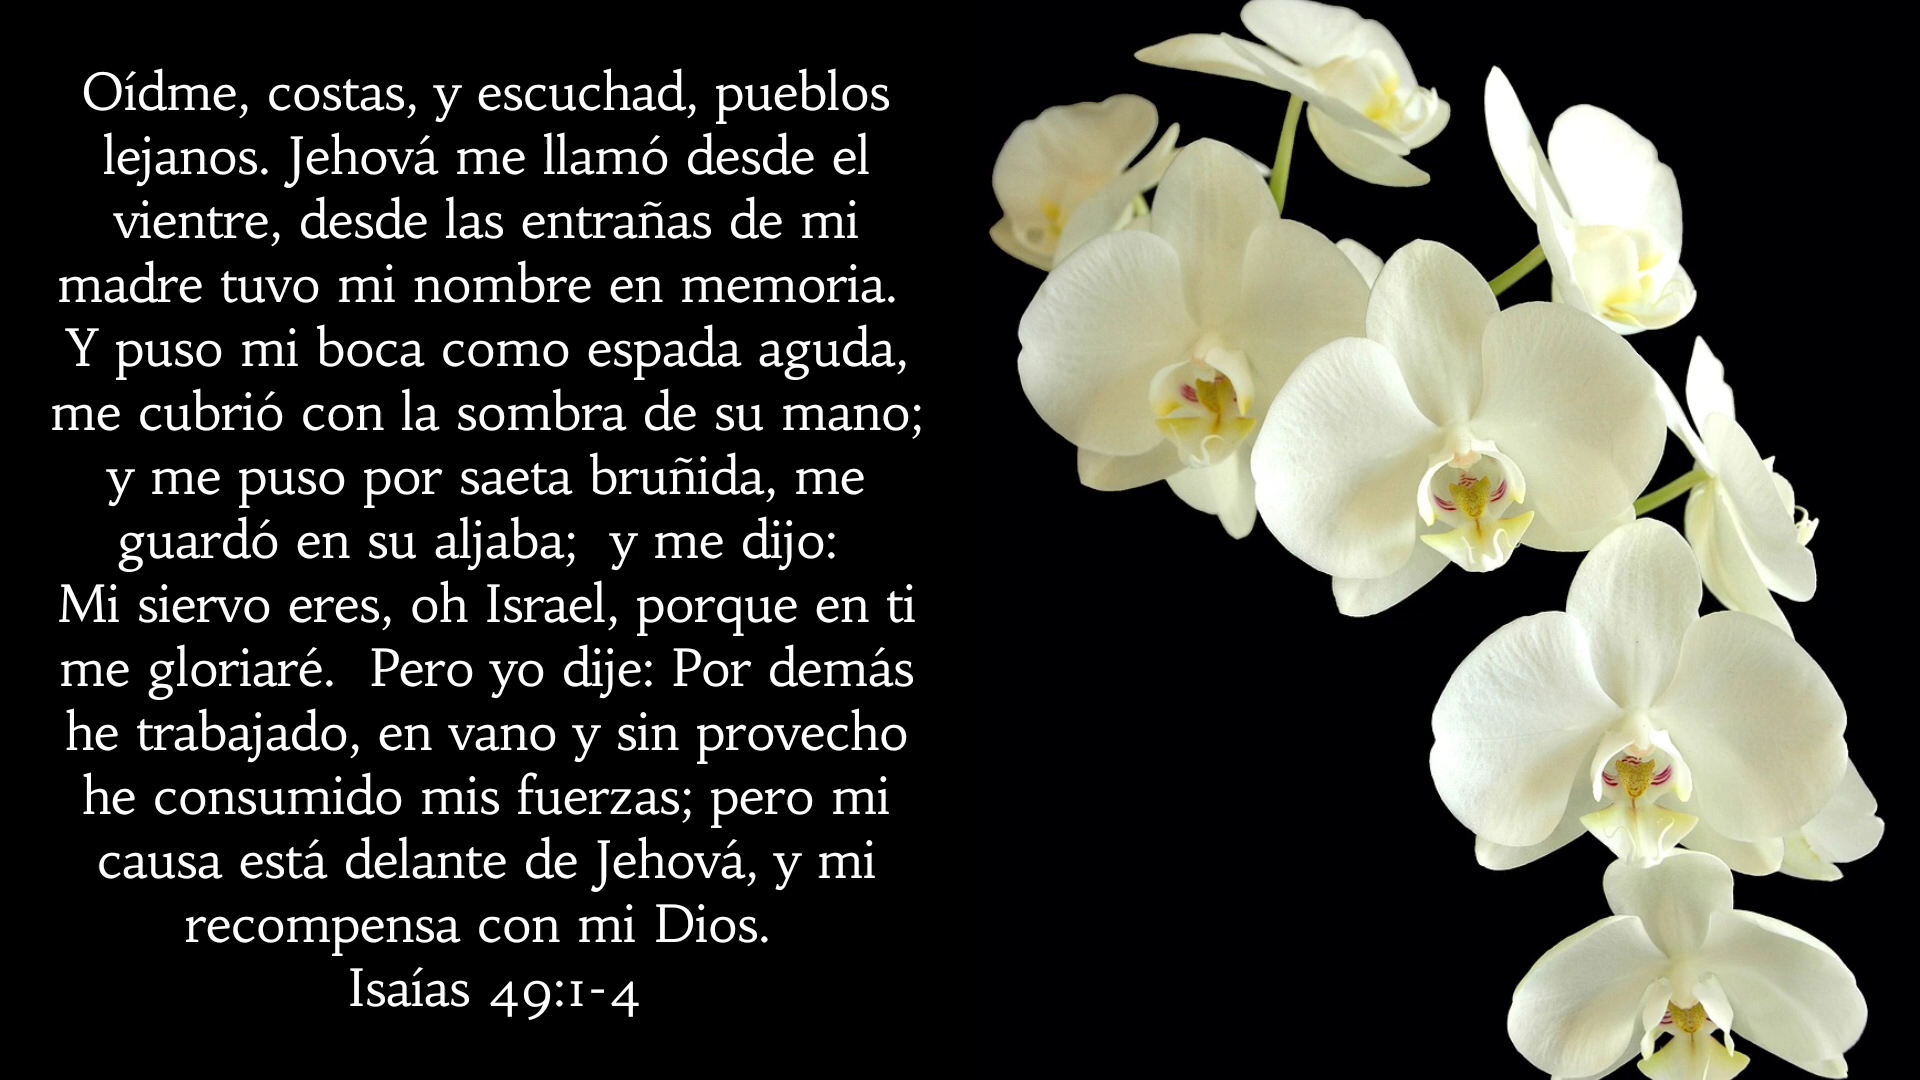 Oídme, costas, y escuchad, pueblos
lejanos. Jehová me llamó desde el
vientre, desde las entrañas de mi
madre tuvo mi nombre en memoria.
Y puso mi boca como espada aguda,
me cubrió con la sombra de su mano;
y me puso por saeta bruñida, me
guardó en su aljaba;  y me dijo:
Mi siervo eres, oh Israel, porque en ti
me gloriaré.  Pero yo dije: Por demás
he trabajado, en vano y sin provecho
he consumido mis fuerzas; pero mi
causa está delante de Jehová, y mi
recompensa con mi Dios.
Isaías 49:1-4